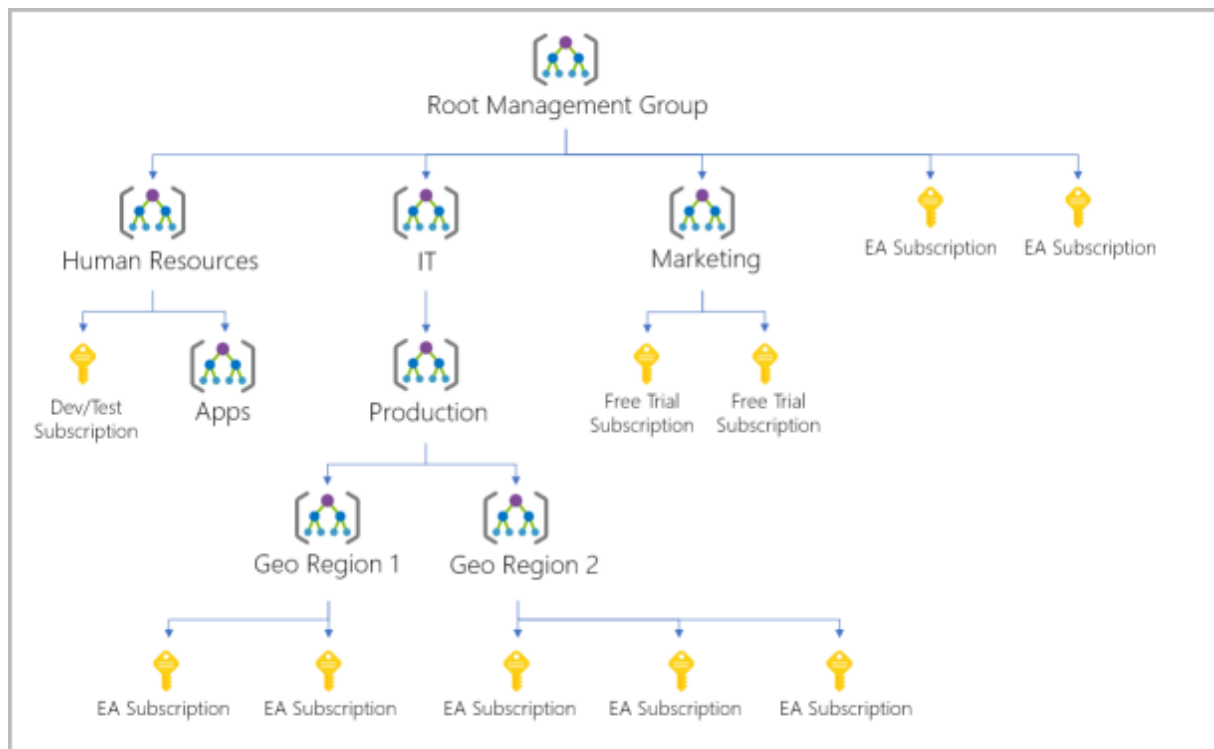 Root Management Group
Human Resources
IT
Marketing
EA Subscription
EA Subscription
Dev/Test
Subscription
Apps
Production
Free Trial
Subscription
Free Trial
Subscription
Geo Region 1
Geo Region 2
EA Subscription
EA Subscription
EA Subscription
EA Subscription
EA Subscription